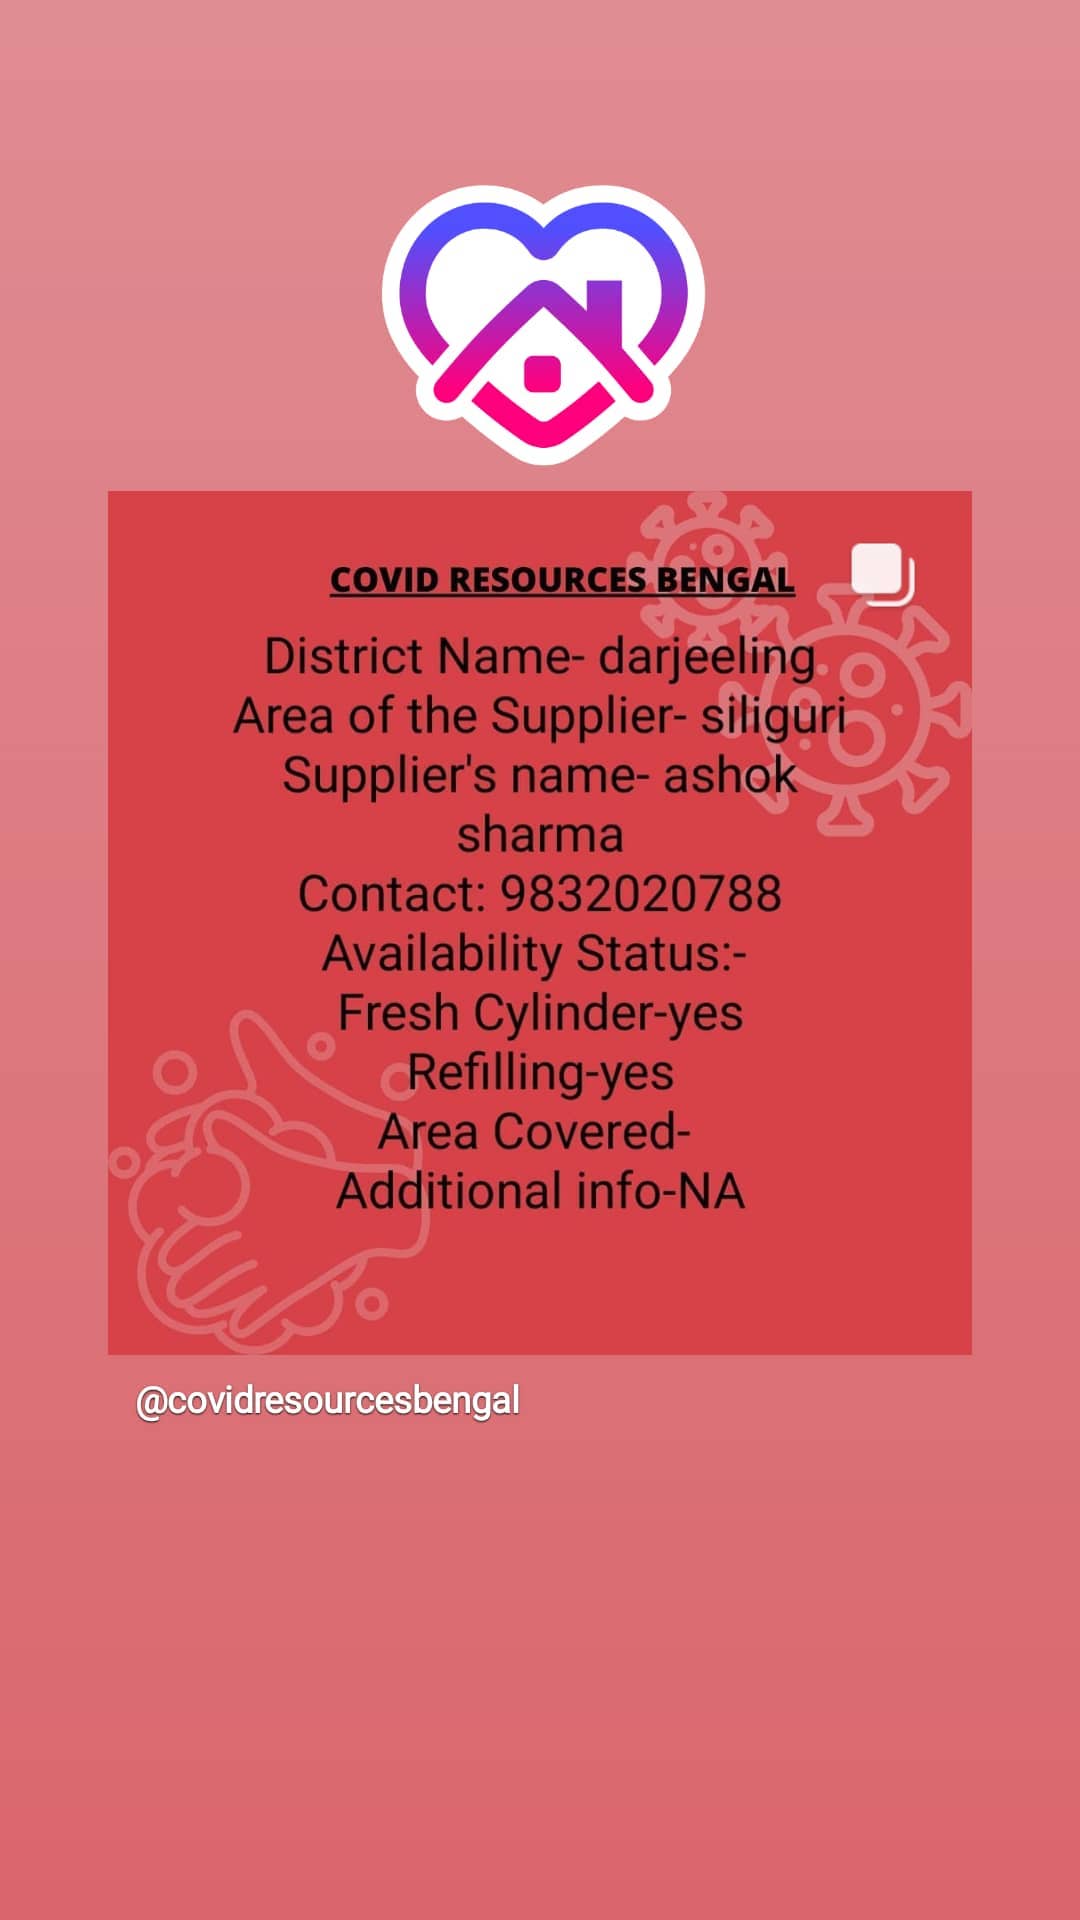 COVID RESOURCES BENGAL
District Name- darjeeling
Area of the Supplier- siliguri
Supplier's name- ashok
sharma
Contact: 9832020788
Availability Status:-
Fresh Cylinder-yes
Refilling-yes
Area Covered-
Additional info-NA
@covidresourcesbengal